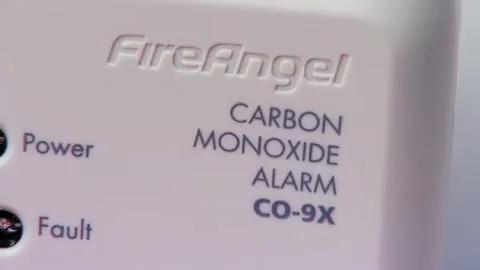 FireAngel
CARBON
MONOXIDE
ALARM
CO-9X
Power
Fault